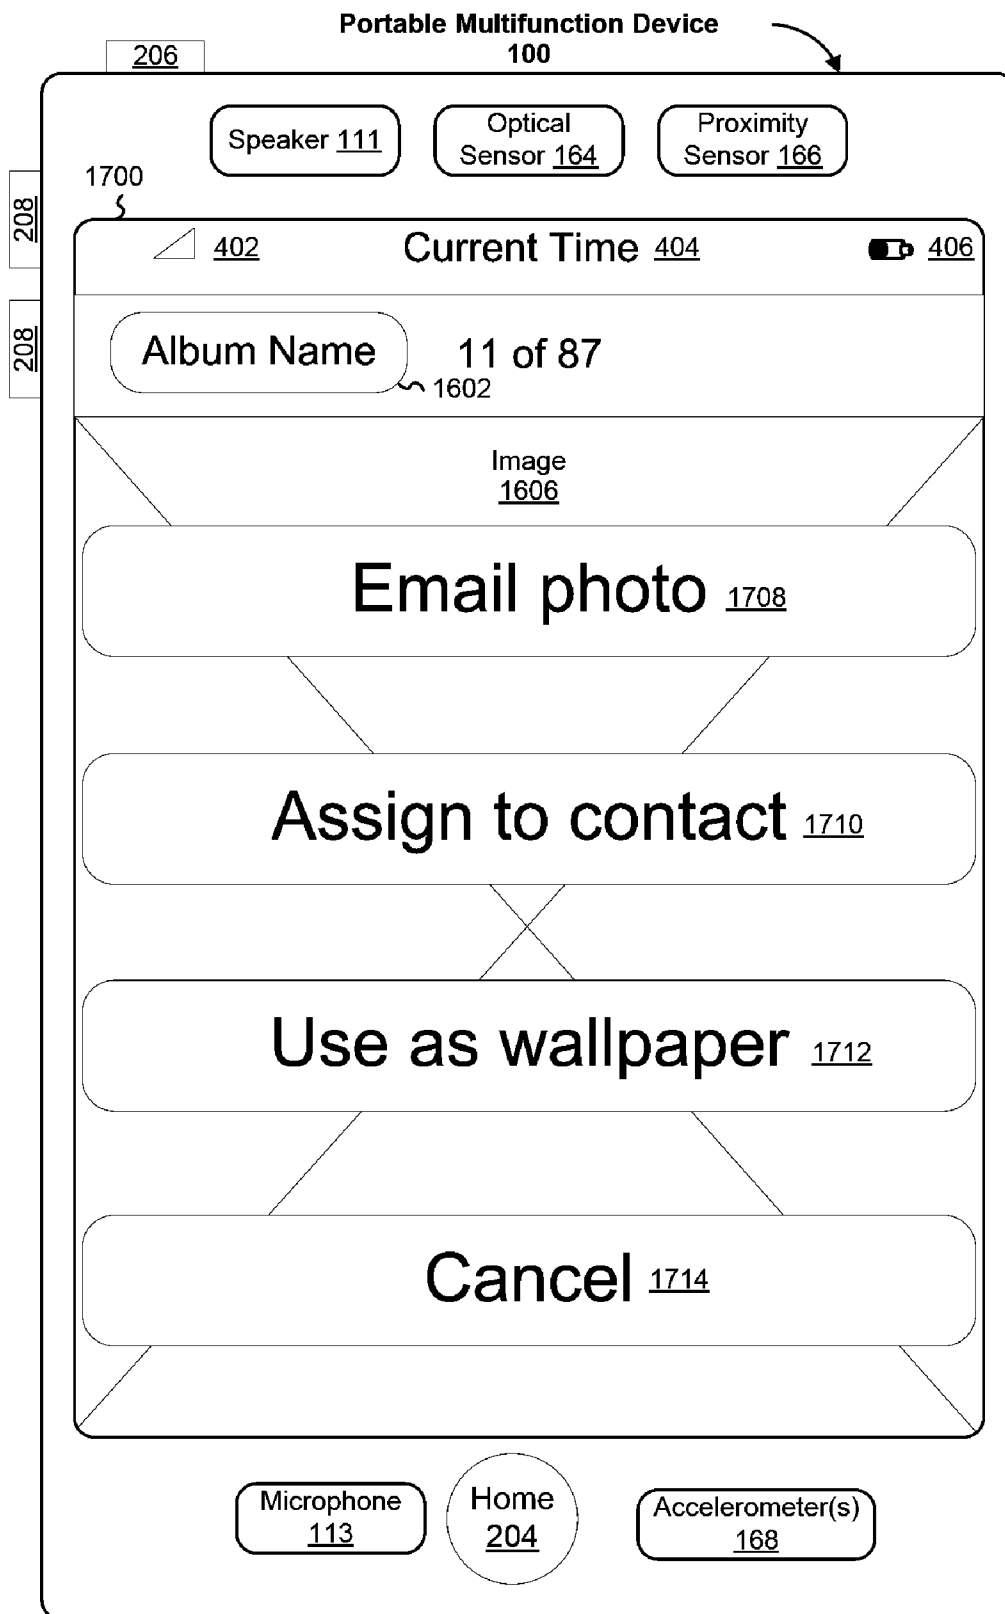 Portable Multifunction Device
100
206
Speaker 111
Optical
Sensor 164
Proximity
Sensor 166
1700
208
208
402
Current Time 404
406
Album Name
11 of 87
1602
Image
1606
Email photo 1708
Assign to contact 1710
Use as wallpaper 1712
Cancel 1714
Microphone
113
Home
204
Accelerometer(s)
168